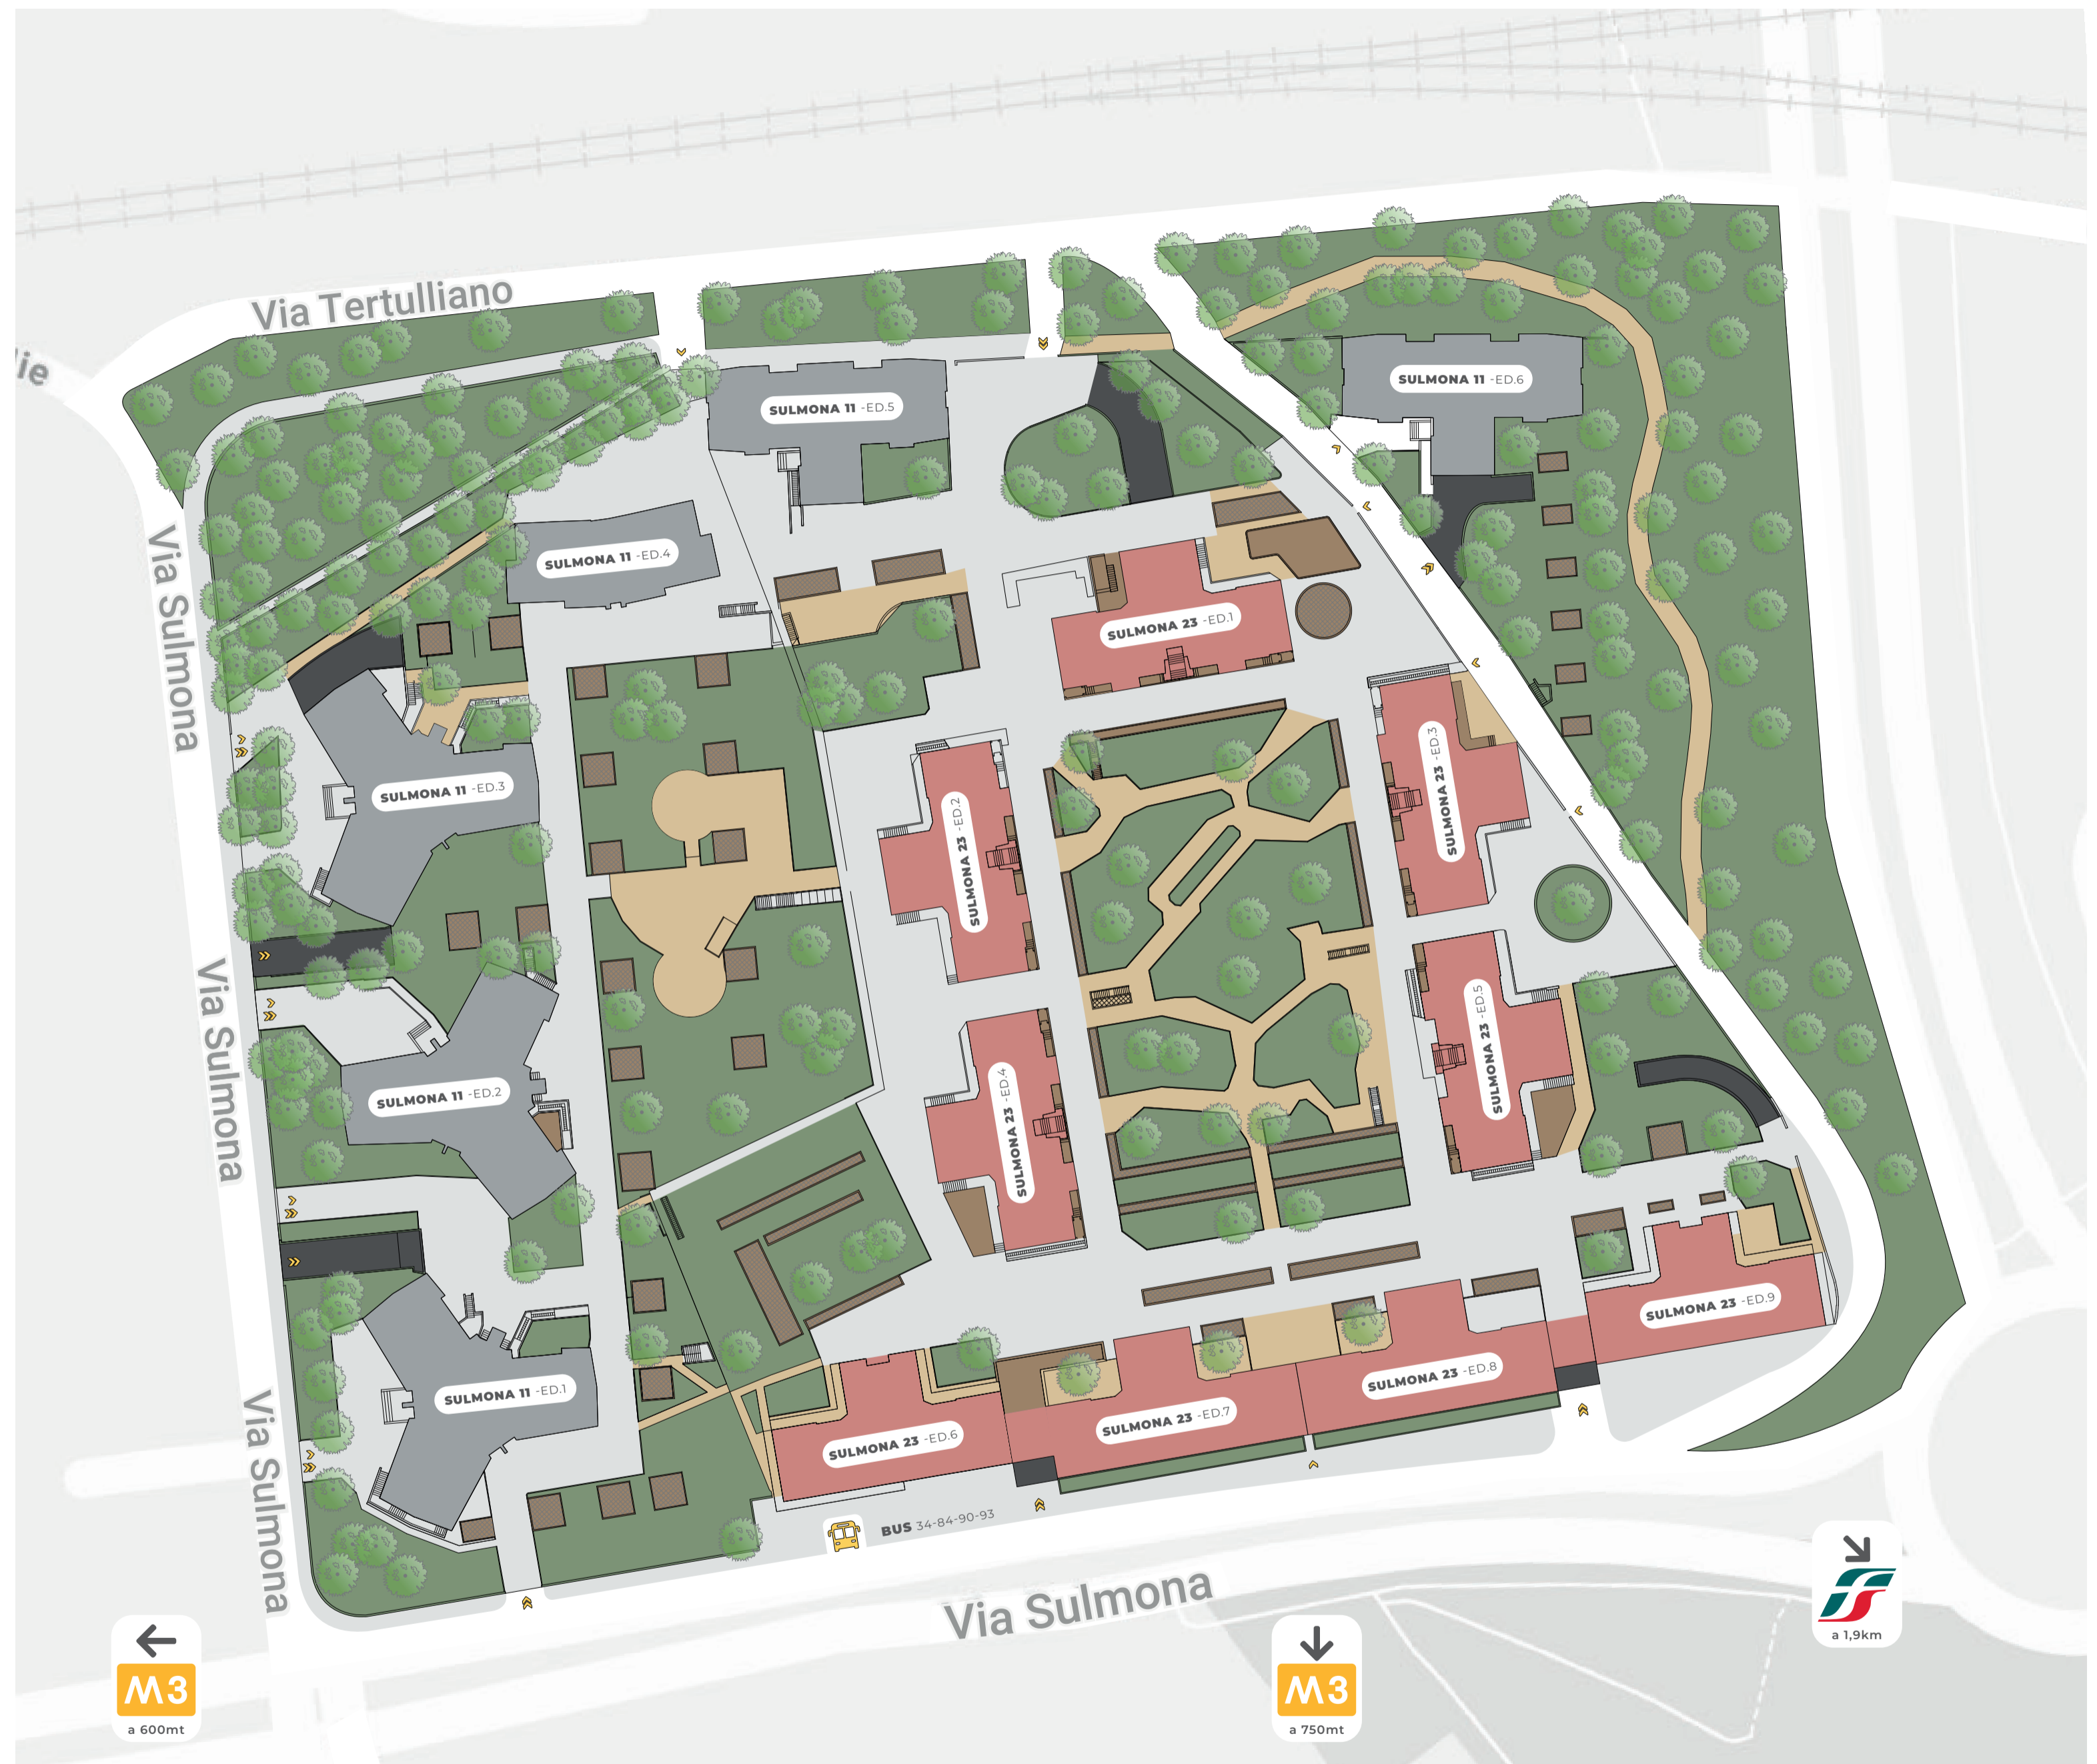 Via Tertulliano
ie
SULMONA 11 -ED.6
SULMONA 11 -ED.5
SULMONA 11 -ED.4
SULMONA 23 -ED.1
Via Sulmona
SULMONA 11 -ED.3
SULMONA 23 -ED.3
SULMONA 23 -ED.2
Via Sulmona
SULMONA 23 -ED.5
SULMONA 11 -ED.2
SULMONA 23 -ED.4
SULMONA 23 -ED.9
SULMONA 23 -ED.8
SULMONA 11 -ED.1
SULMONA 23 -ED.7
SULMONA 23 -ED.6
Via Sulmona
BUS 34-84-90-93
Via Sulmona
M3
a 600mt
M3
a 750mt
FS
a 1,9km